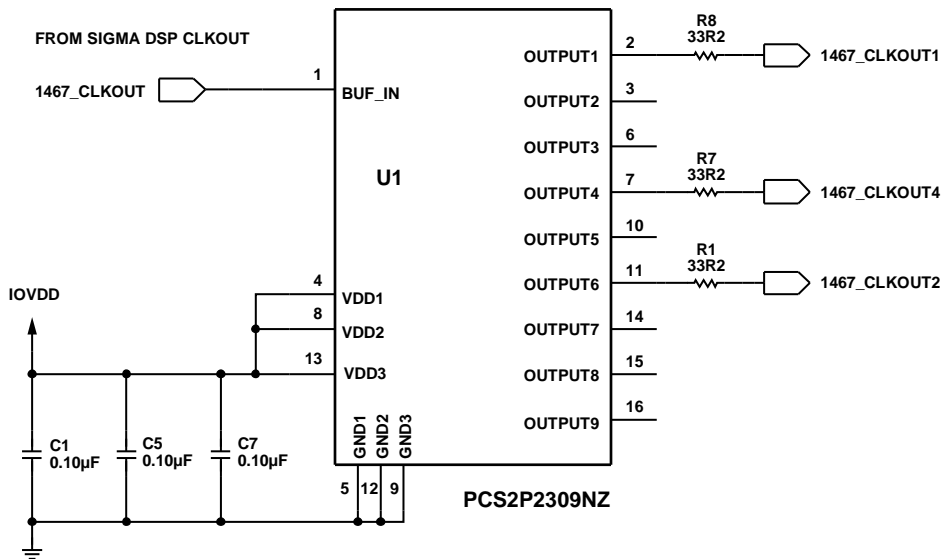 FROM SIGMA DSP CLKOUT
1467_CLKOUT
1
BUF_IN
U1
OUTPUT1
2
R8
33R2
1467_CLKOUT1
OUTPUT2
3
OUTPUT3
6
OUTPUT4
7
R7
33R2
1467_CLKOUT4
OUTPUT5
10
OUTPUT6
11
R1
33R2
1467_CLKOUT2
OUTPUT7
14
OUTPUT8
15
OUTPUT9
16
IOVDD
4
VDD1
8
VDD2
13
VDD3
C1
0.10µF
C5
0.10µF
C7
0.10µF
GND1
GND2
GND3
5
12
9
PCS2P2309NZ